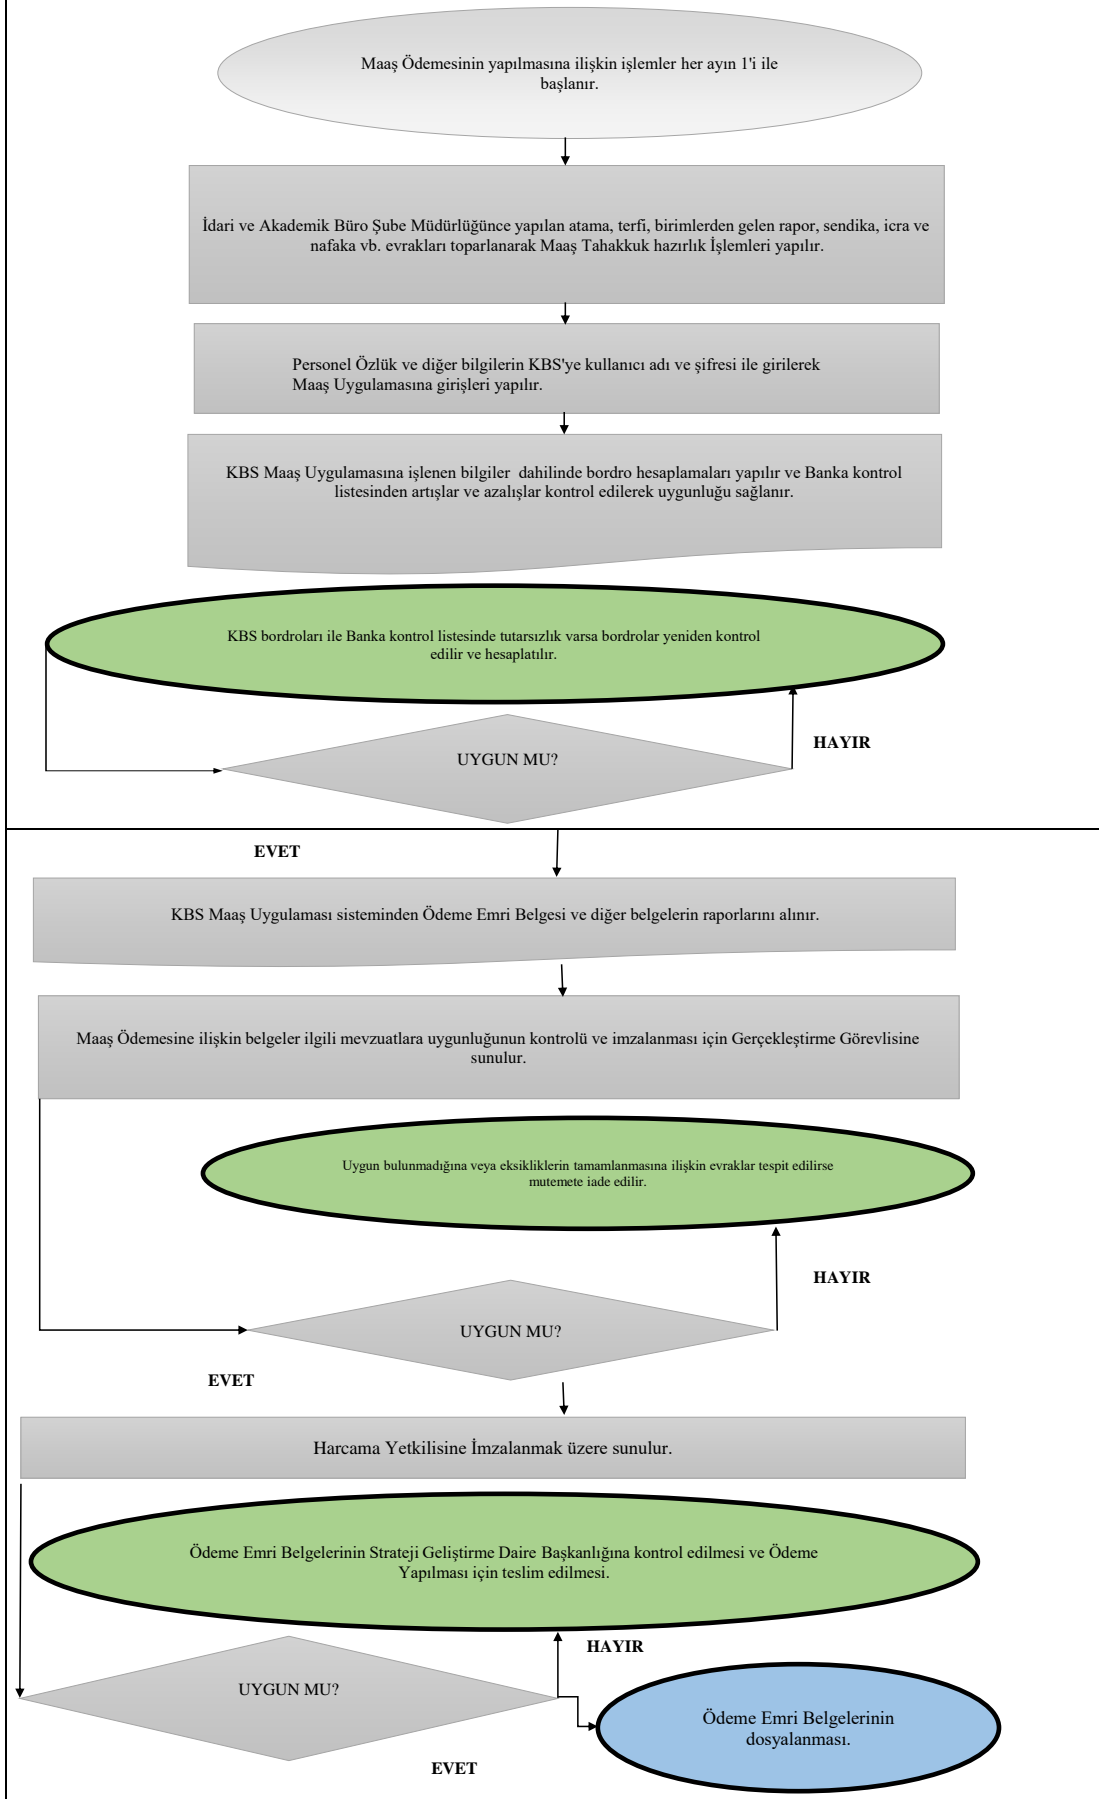 Maaş Ödemesinin yapılmasına ilişkin işlemler her ayın 1'i ile
başlanır.
İdari ve Akademik Büro Şube Müdürlüğünce yapılan atama, terfi, birimlerden gelen rapor, sendika, icra ve
nafaka vb. evrakları toparlanarak Maaş Tahakkuk hazırlık İşlemleri yapılır.
Personel Özlük ve diğer bilgilerin KBS'ye kullanıcı adı ve şifresi ile girilerek
Maaş Uygulamasına girişleri yapılır.
KBS Maaş Uygulamasına işlenen bilgiler dahilinde bordro hesaplamaları yapılır ve Banka kontrol
listesinden artışlar ve azalışlar kontrol edilerek uygunluğu sağlanır.
KBS bordroları ile Banka kontrol listesinde tutarsızlık varsa bordrolar yeniden kontrol
edilir ve hesaplatılır.
HAYIR
UYGUN MU?
EVET
KBS Maaş Uygulaması sisteminden Ödeme Emri Belgesi ve diğer belgelerin raporlarını alınır.
Maaş Ödemesine ilişkin belgeler ilgili mevzuatlara uygunluğunun kontrolü ve imzalanması için Gerçekleştirme Görevlisine
sunulur.
Uygun bulunmadığına veya eksikliklerin tamamlanmasına ilişkin evraklar tespit edilirse
mutemete iade edilir.
HAYIR
UYGUN MU?
EVET
Harcama Yetkilisine İmzalanmak üzere sunulur.
Ödeme Emri Belgelerinin Strateji Geliştirme Daire Başkanlığına kontrol edilmesi ve Ödeme
Yapılması için teslim edilmesi.
HAYIR
UYGUN MU?
Ödeme Emri Belgelerinin
dosyalanması.
EVET